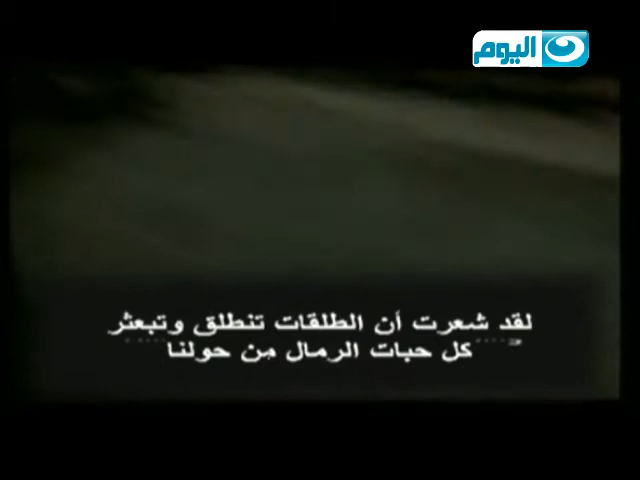 اليوم
لقد شعرت أن الطلقات تنطلق وتبعثر
كل حبات الرمال من حولنا